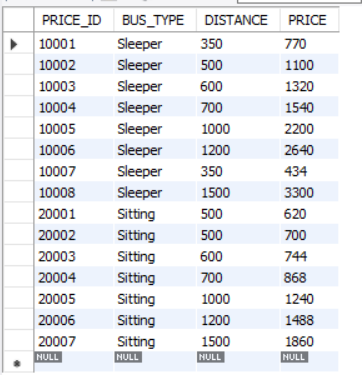 PRICE_ID BUS_TYPE DISTANCE PRICE
10001 Sleeper 350 770
10002 Sleeper 500 1100
10003 Sleeper 600 1320
10004 Sleeper 700 1540
10005 Sleeper 1000 2200
10006 Sleeper 1200 2640
10007 Sleeper 350 434
10008 Sleeper 1500 3300
20001 Sitting 500 620
20002 Sitting 500 700
20003 Sitting 600 744
20004 Sitting 700 868
20005 Sitting 1000 1240
20006 Sitting 1200 1488
20007 Sitting 1500 1860
NULL NULL NULL NULL